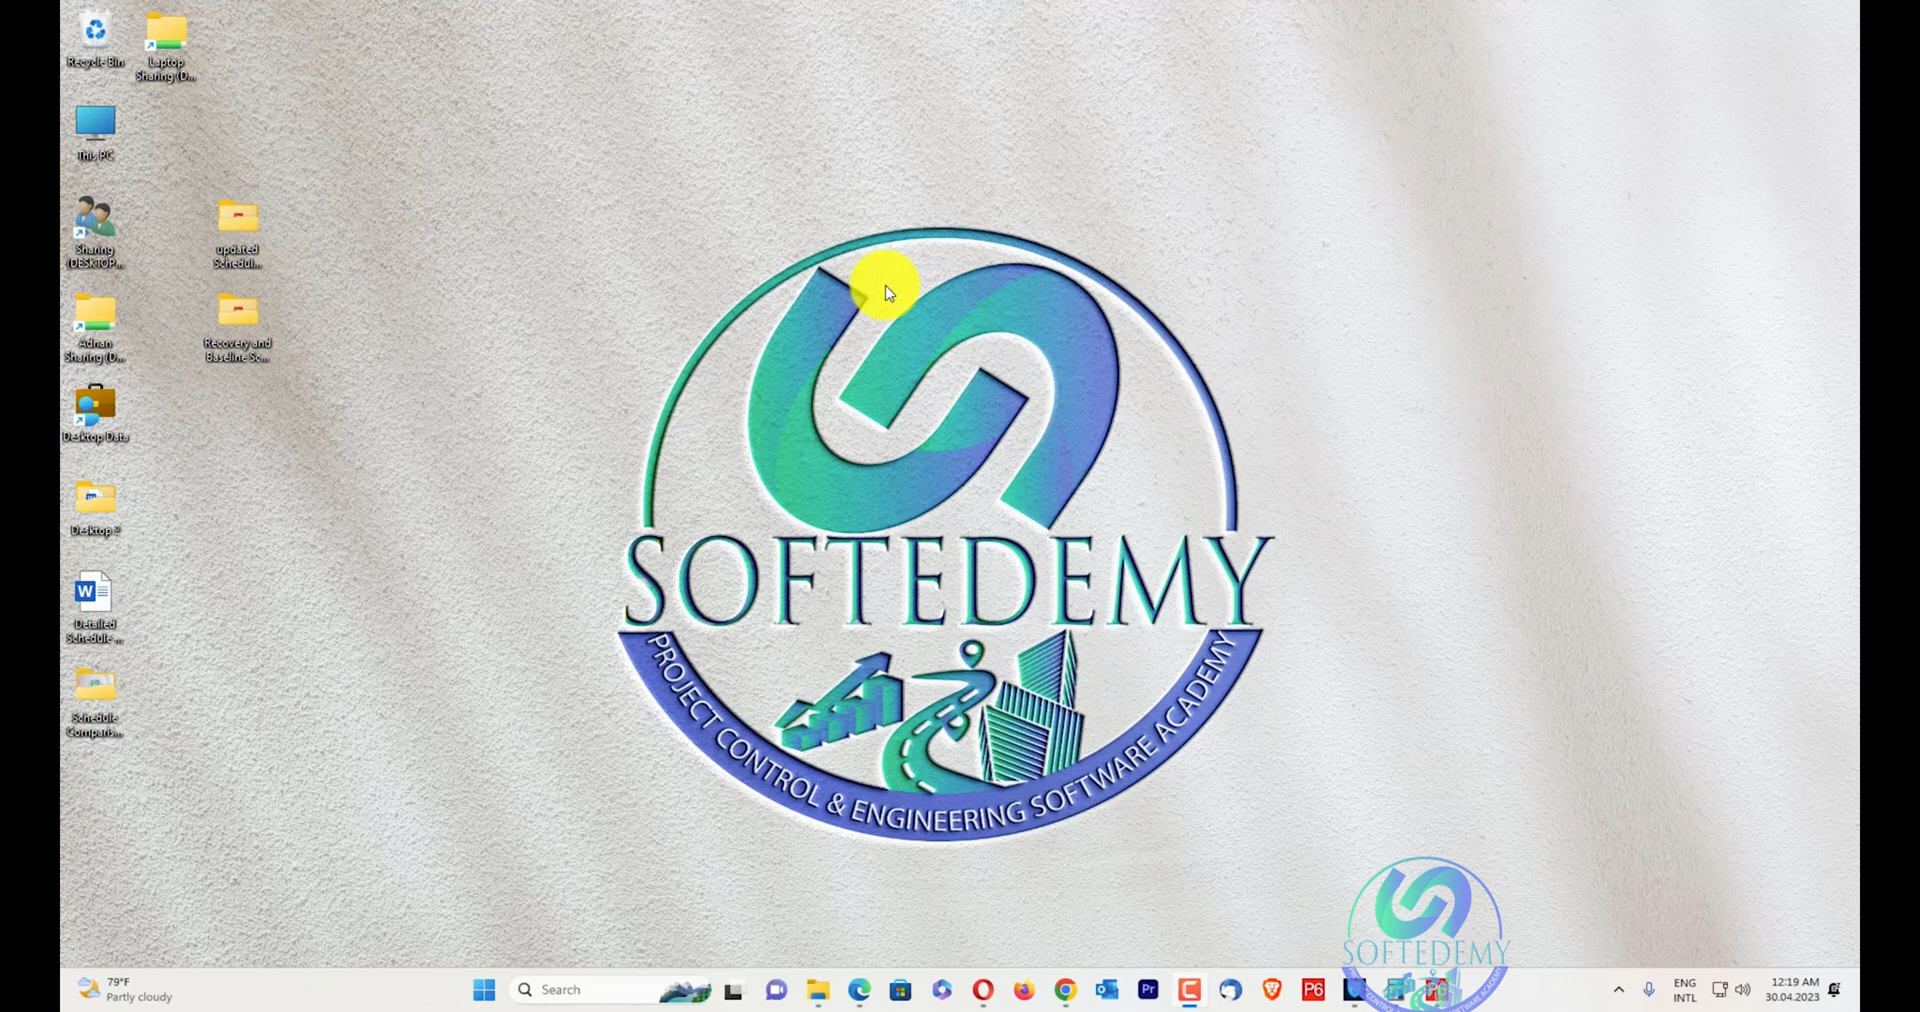 Recycle Bin
Laptop
Sharing (D...
This PC
Sharing
(DESKTOP...
updated
Schedul...
Adnan
Sharing (D...
Recovery and
Baseline Sc...
Desktop Data
Desktop 2
W
Detailed
Schedule ...
Schedule
Comparis...
SOFTEDEMY
PROJECT CONTROL & ENGINEERING SOFTWARE ACADEMY
SOFTEDEMY
79°F
Partly cloudy
Search
Pr
P6
ENG
INTL
12:19 AM
30.04.2023